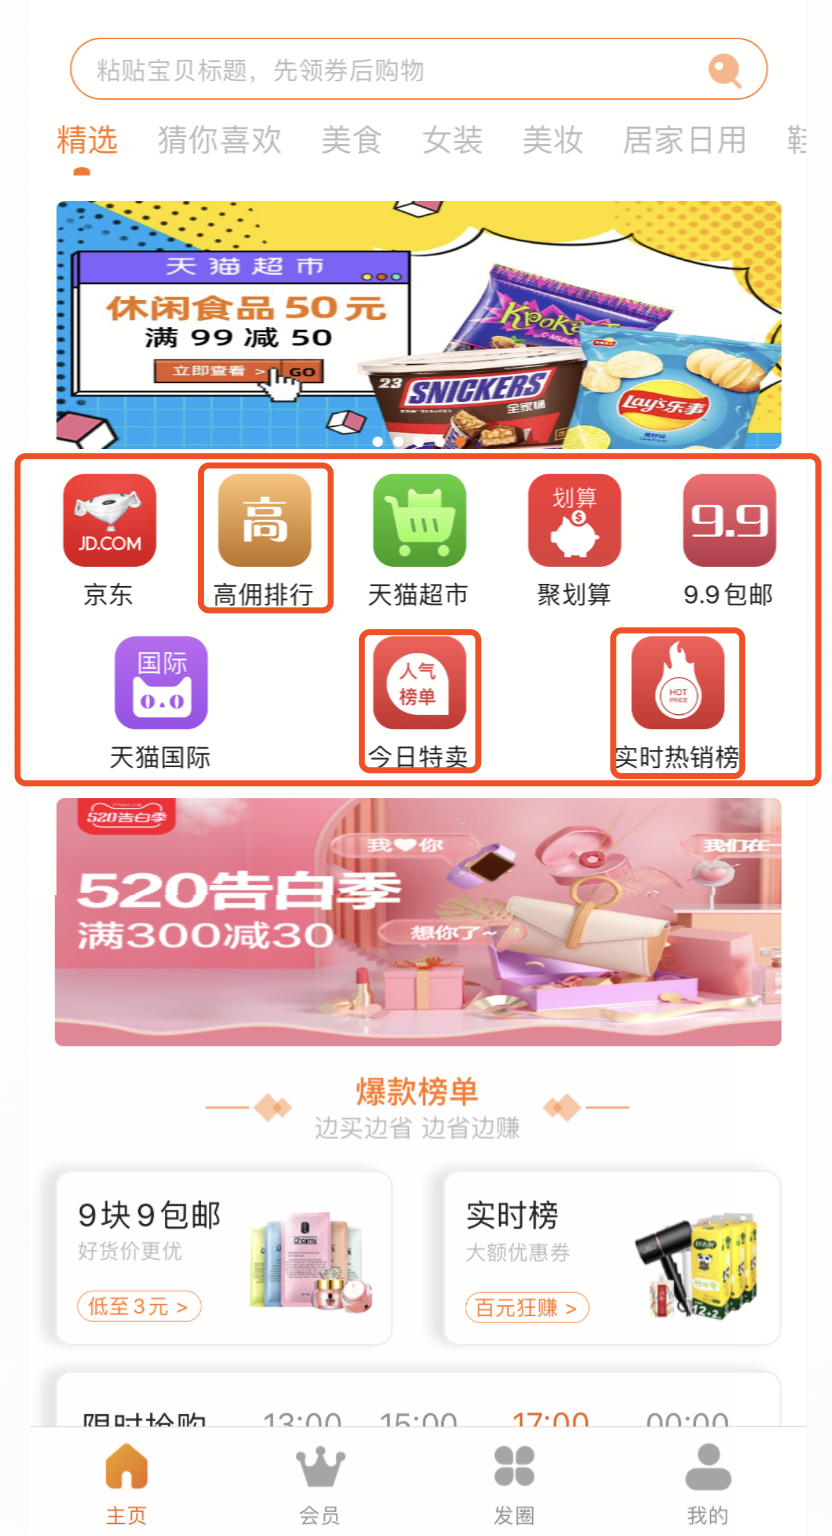 粘贴宝贝标题，先领券后购物
精选 猜你喜欢 美食 女装 美妆 居家日用 鞋
天猫超市
休闲食品50元
满 99 减 50
立即查看 > GO
23 SNICKERS
全家桶
Lay's乐事
JD.COM
高
划算
9.9
京东 高佣排行 天猫超市 聚划算 9.9包邮
国际
人气
榜单
HOT
PRICE
天猫国际 今日特卖 实时热销榜
520告白季
我 你
我们在一
520告白季
满300减30
想你了~
爆款榜单
边买边省 边省边赚
9块9包邮
好货价更优
低至3元 >
实时榜
大额优惠券
百元狂赚 >
12+2
限时抢购 13:00 15:00 17:00 00:00
主页 会员 发圈 我的